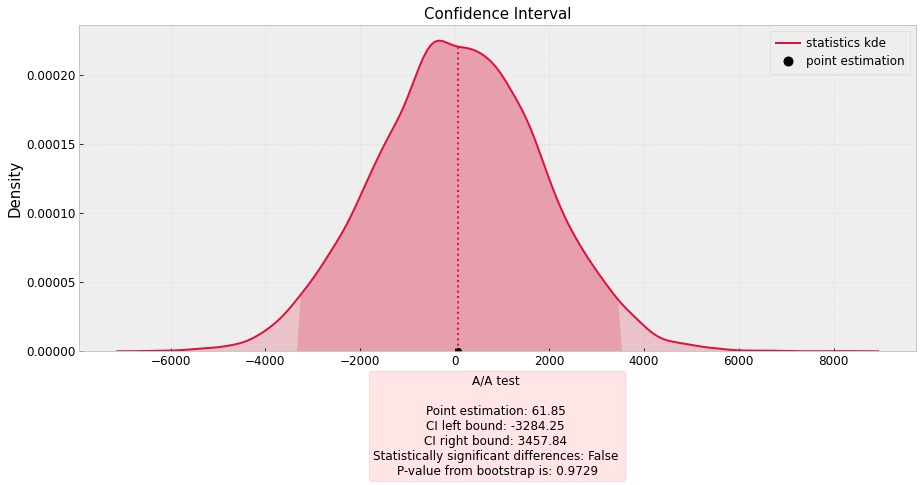 Confidence Interval
statistics kde
point estimation
Density
0.00020
0.00015
0.00010
0.00005
0.00000
−6000 −4000 −2000 0 2000 4000 6000 8000
A/A test
Point estimation: 61.85
CI left bound: -3284.25
CI right bound: 3457.84
Statistically significant differences: False
P-value from bootstrap is: 0.9729